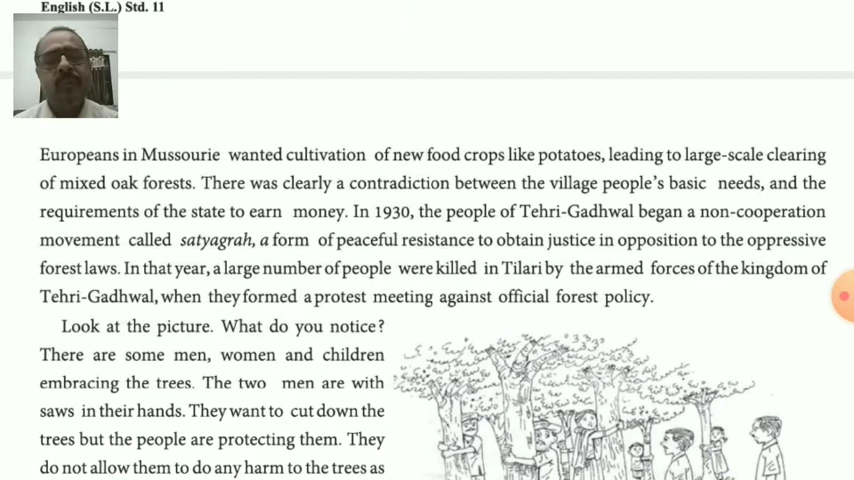 English (S.L.) Std. 11
Europeans in Mussourie wanted cultivation of new food crops like potatoes, leading to large-scale clearing
of mixed oak forests. There was clearly a contradiction between the village people's basic needs, and the
requirements of the state to earn money. In 1930, the people of Tehri-Gadhwal began a non-cooperation
movement called satyagrah, a form of peaceful resistance to obtain justice in opposition to the oppressive
forest laws. In that year, a large number of people were killed in Tilari by the armed forces of the kingdom of
Tehri-Gadhwal, when they formed a protest meeting against official forest policy.
Look at the picture. What do you notice?
There are some men, women and children
embracing the trees. The two men are with
saws in their hands. They want to cut down the
trees but the people are protecting them. They
do not allow them to do any harm to the trees as